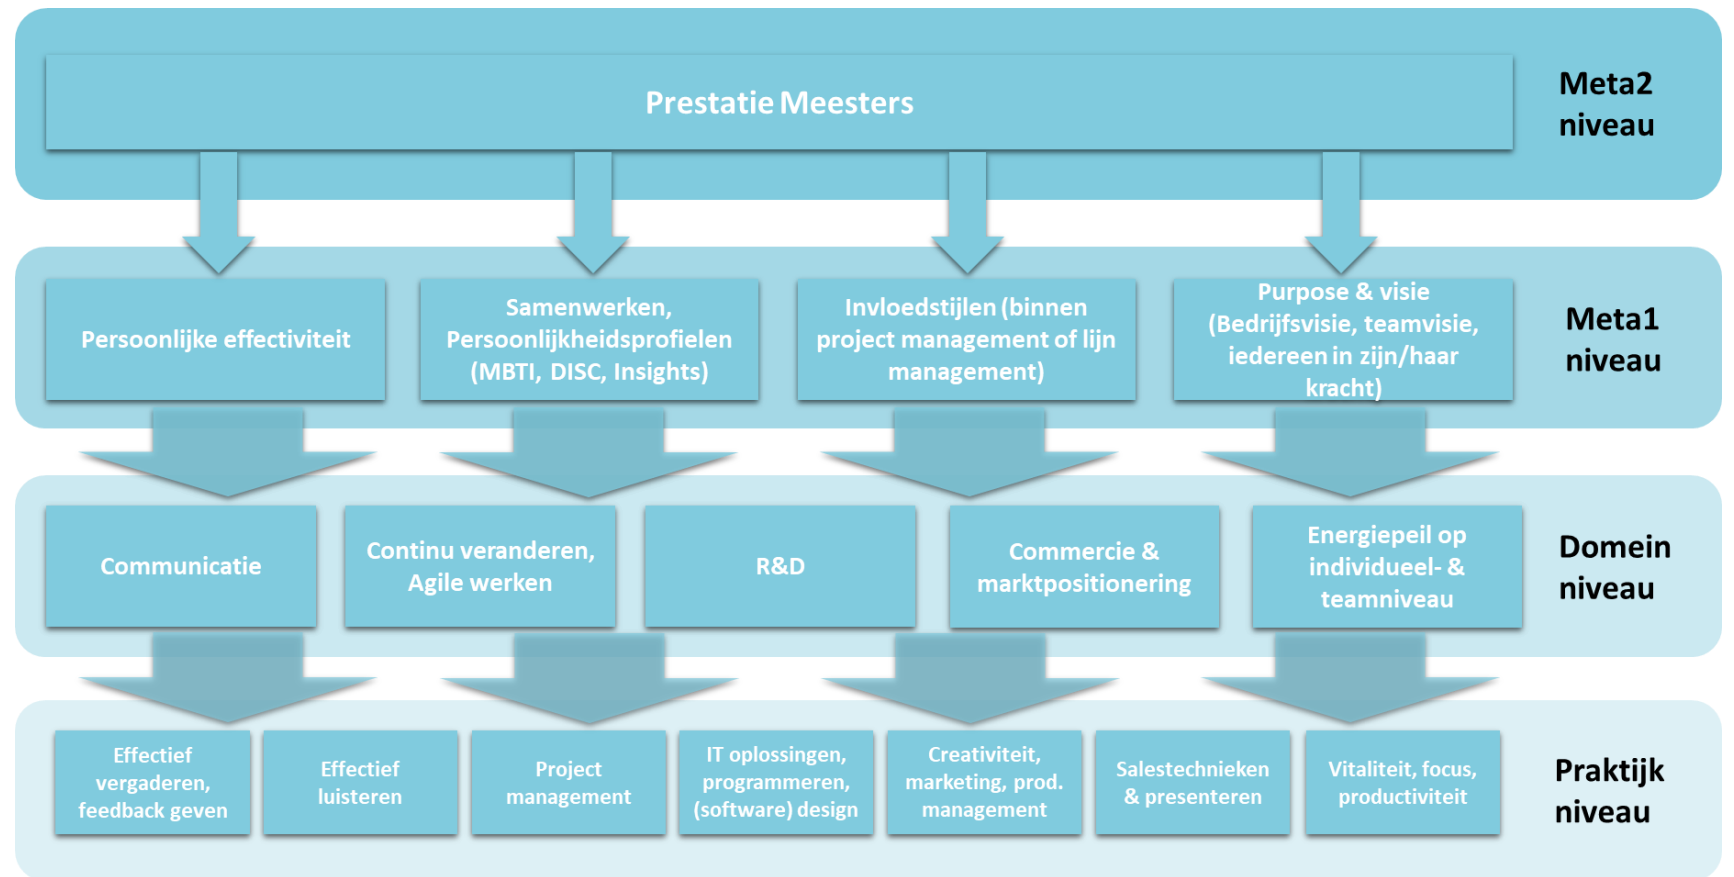 Prestatie Meesters
Meta2
niveau
Persoonlijke effectiviteit
Samenwerken,
Persoonlijkheidsprofielen
(MBTI, DISC, Insights)
Invloedstijlen (binnen
project management of lijn
management)
Purpose & visie
(Bedrijfsvisie, teamvisie,
iedereen in zijn/haar
kracht)
Meta1
niveau
Communicatie
Continu veranderen,
Agile werken
R&D
Commercie &
marktpositionering
Energiepeil op
individueel- &
teamniveau
Domein
niveau
Effectief
vergaderen,
feedback geven
Effectief
luisteren
Project
management
IT oplossingen,
programmeren,
(software) design
Creativiteit,
marketing, prod.
management
Salestechnieken
& presenteren
Vitaliteit, focus,
productiviteit
Praktijk
niveau